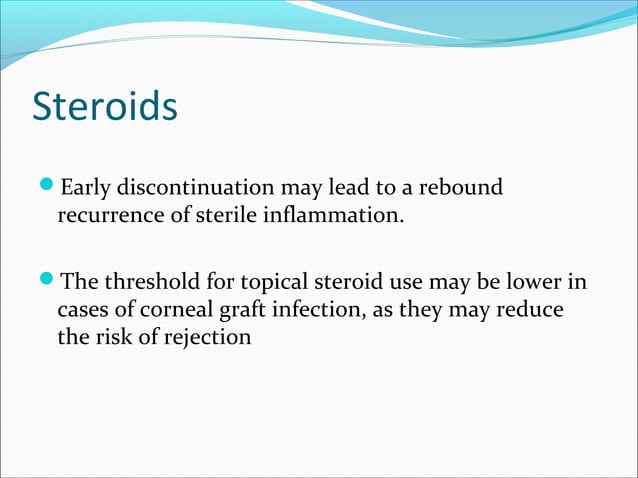 Steroids
Early discontinuation may lead to a rebound
recurrence of sterile inflammation.
The threshold for topical steroid use may be lower in
cases of corneal graft infection, as they may reduce
the risk of rejection